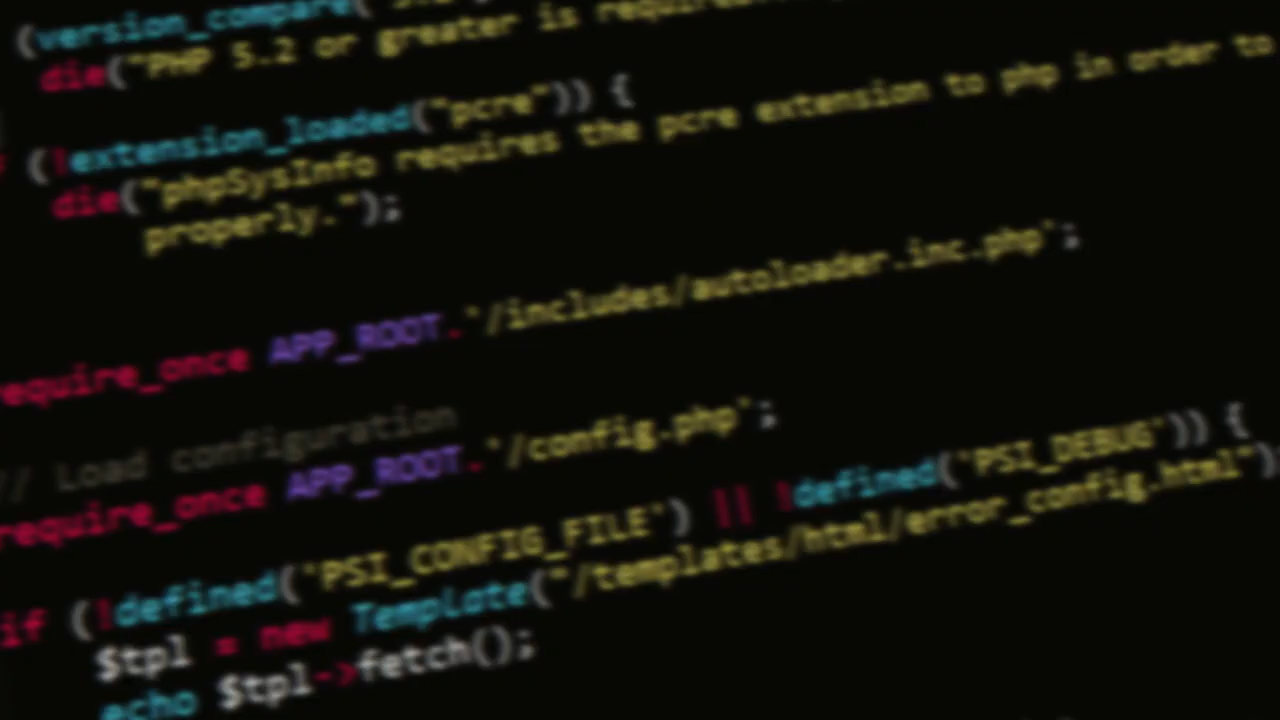 (version_compare(
die("PHP 5.2 or greater is required
(!extension_loaded("pcre")) {
die("phpSysInfo requires the pcre extension to php in order to
properly.");
require_once APP_ROOT.'/includes/autoloader.inc.php';
// Load configuration
require_once APP_ROOT.'/config.php';
if (!defined('PSI_CONFIG_FILE') || !defined('PSI_DEBUG')) {
$tpl = new Template("/templates/html/error_config.html")
echo $tpl->fetch();